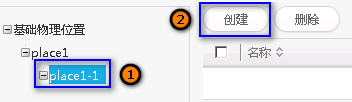 基础物理位置
place1
place1-1
1
2
创建 删除
名称